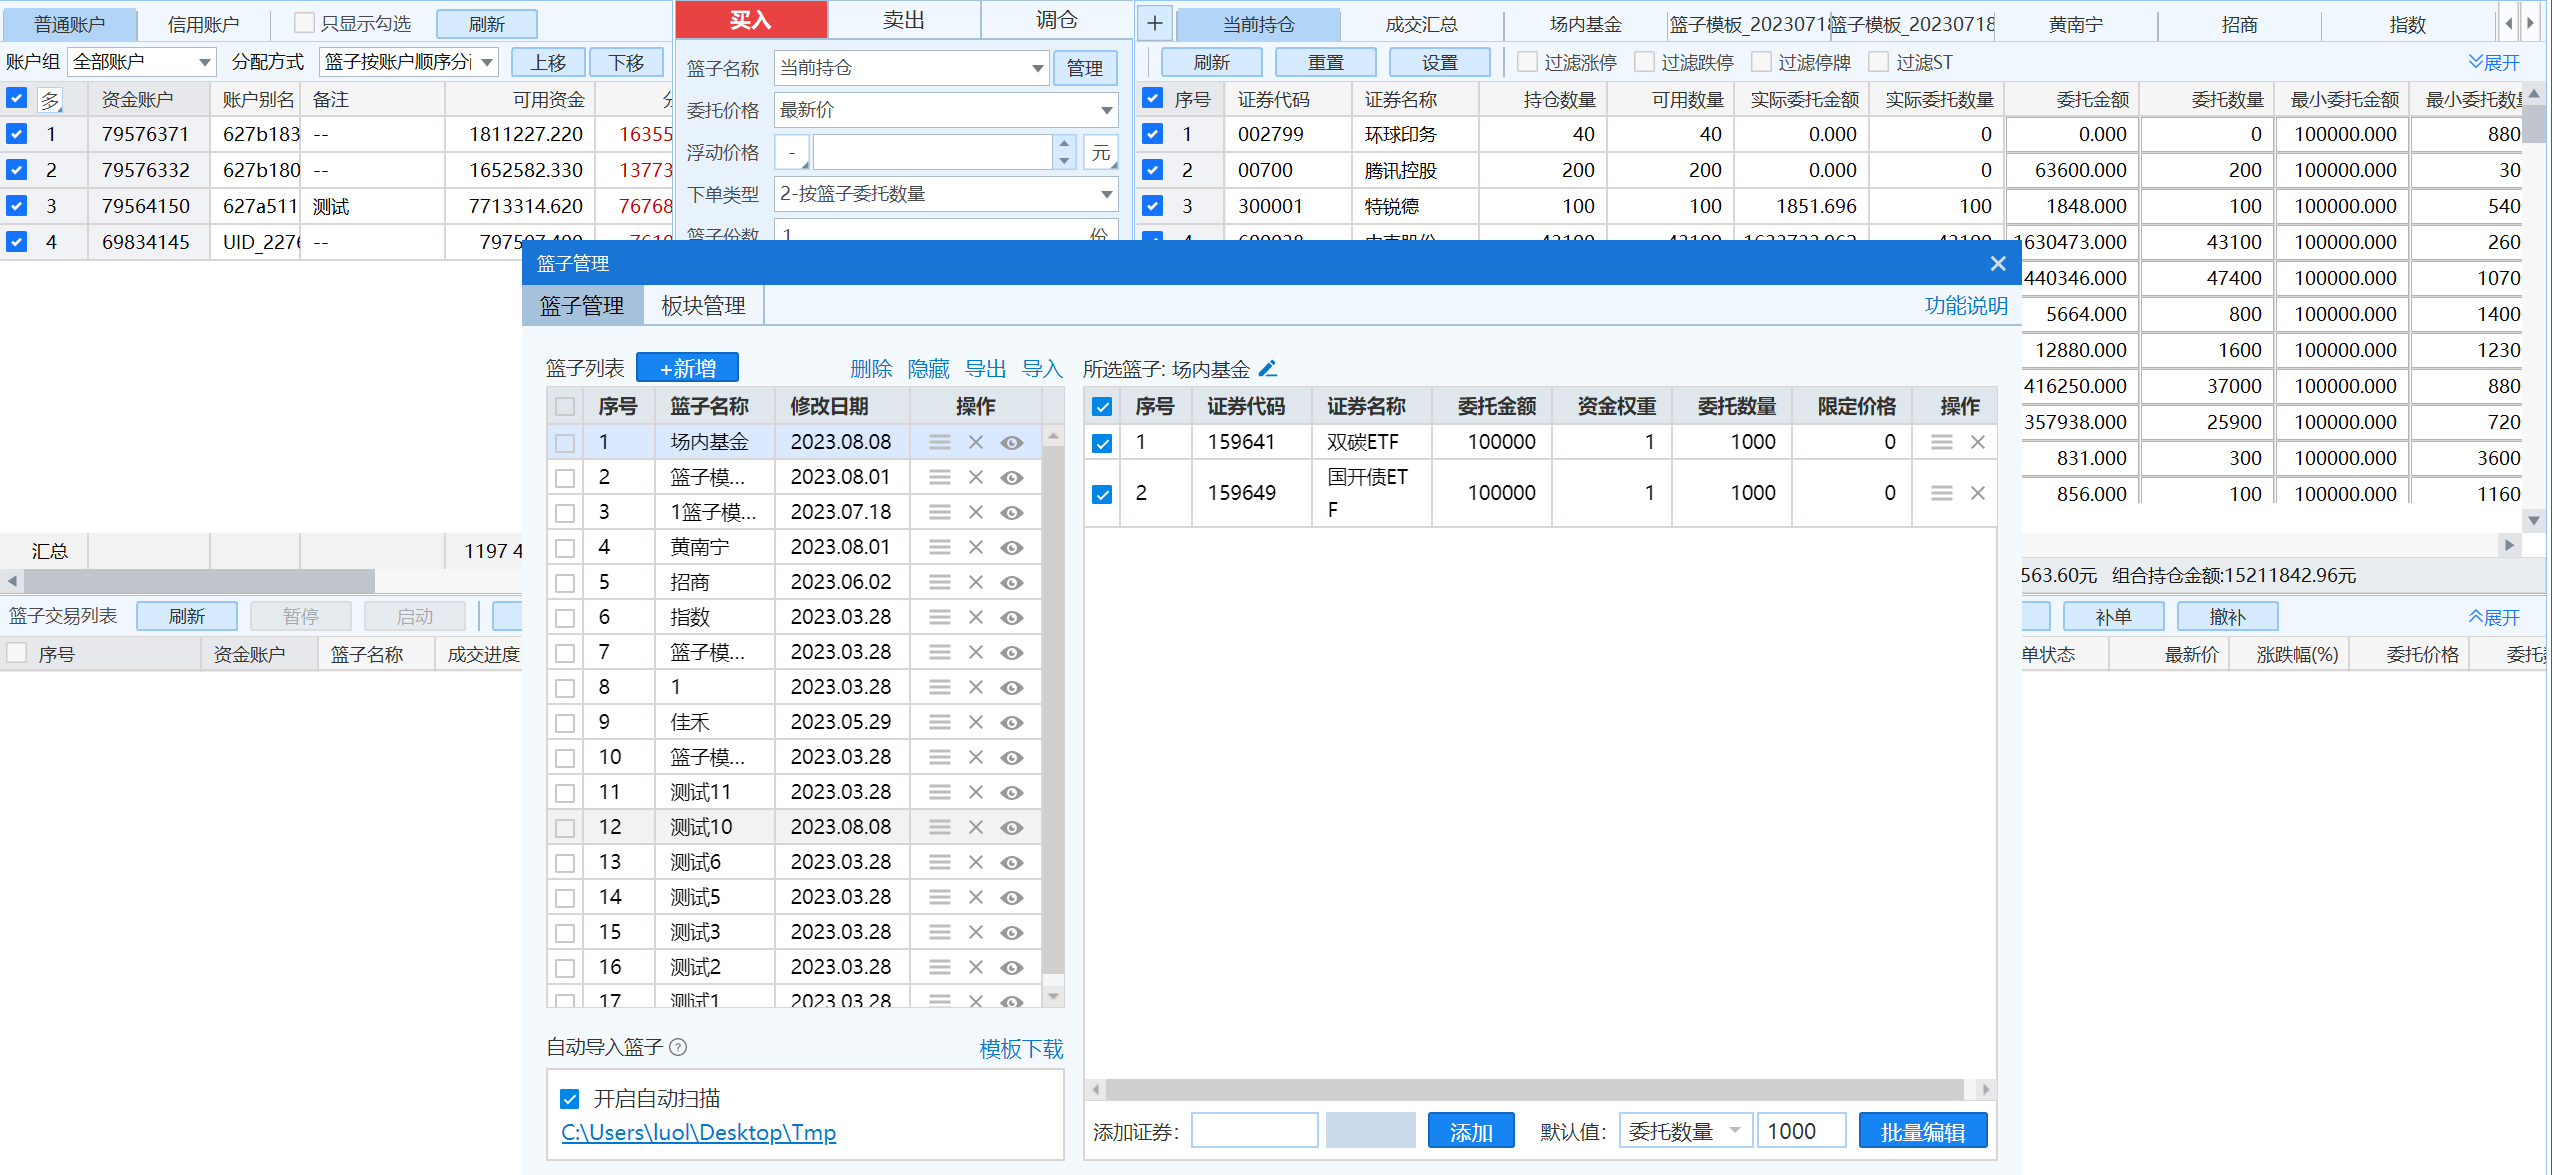 普通账户 信用账户 只显示勾选 刷新
账户组 全部账户 分配方式 篮子按账户顺序分 上移 下移
多 资金账户 账户别名 备注 可用资金
1 79576371 627b183 -- 1811227.220 16355
2 79576332 627b180 -- 1652582.330 13773
3 79564150 627a511 测试 7713314.620 76768
4 69834145 UID_2276 --
汇总 1197 4
篮子交易列表 刷新 暂停 启动
序号 资金账户 篮子名称 成交进度
买入 卖出 调仓
篮子名称 当前持仓 管理
委托价格 最新价
浮动价格 - 元
下单类型 2-按篮子委托数量
篮子份数 1 份
+ 当前持仓 成交汇总 场内基金 篮子模板_2023071 篮子模板_20230718 黄南宁 招商 指数
刷新 重置 设置 过滤涨停 过滤跌停 过滤停牌 过滤ST 展开
序号 证券代码 证券名称 持仓数量 可用数量 实际委托金额 实际委托数量 委托金额 委托数量 最小委托金额 最小委托数量
1 002799 环球印务 40 40 0.000 0 0.000 0 100000.000 880
2 00700 腾讯控股 200 200 0.000 0 63600.000 200 100000.000 30
3 300001 特锐德 100 100 1851.696 100 1848.000 100 100000.000 540
1630473.000 43100 100000.000 260
440346.000 47400 100000.000 1070
5664.000 800 100000.000 1400
12880.000 1600 100000.000 1230
416250.000 37000 100000.000 880
357938.000 25900 100000.000 720
831.000 300 100000.000 3600
856.000 100 100000.000 1160
563.60元 组合持仓金额:15211842.96元
补单 撤补 展开
单状态 最新价 涨跌幅(%) 委托价格 委托
篮子管理
篮子管理 板块管理 功能说明
篮子列表 +新增 删除 隐藏 导出 导入
序号 篮子名称 修改日期 操作
1 场内基金 2023.08.08
2 篮子模... 2023.08.01
3 1篮子模... 2023.07.18
4 黄南宁 2023.08.01
5 招商 2023.06.02
6 指数 2023.03.28
7 篮子模... 2023.03.28
8 1 2023.03.28
9 佳禾 2023.05.29
10 篮子模... 2023.03.28
11 测试11 2023.03.28
12 测试10 2023.08.08
13 测试6 2023.03.28
14 测试5 2023.03.28
15 测试3 2023.03.28
16 测试2 2023.03.28
17 测试1 2023.03.28
自动导入篮子 ? 模板下载
开启自动扫描
C:\Users\luol\Desktop\Tmp
所选篮子: 场内基金
序号 证券代码 证券名称 委托金额 资金权重 委托数量 限定价格 操作
1 159641 双碳ETF 100000 1 1000 0
2 159649 国开债ETF 100000 1 1000 0
添加证券: 添加 默认值: 委托数量 1000 批量编辑